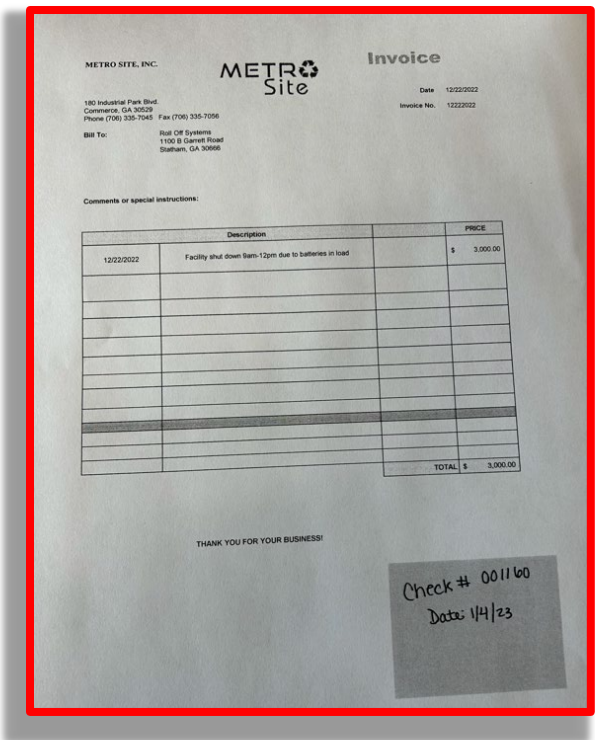 METRO SITE, INC.
METRO
Site
Invoice
180 Industrial Park Blvd.
Commerce, GA 30529
Phone (706) 335-7045 Fax (706) 335-7056
Date 12/22/2022
Invoice No. 12222022
Bill To: Roll Off Systems
1100 B Garrett Road
Statham, GA 30666
Comments or special instructions:
Description PRICE
12/22/2022 Facility shut down 9am-12pm due to batteries in load $ 3,000.00
TOTAL $ 3,000.00
THANK YOU FOR YOUR BUSINESS!
Check # 001160
Date: 1/4/23